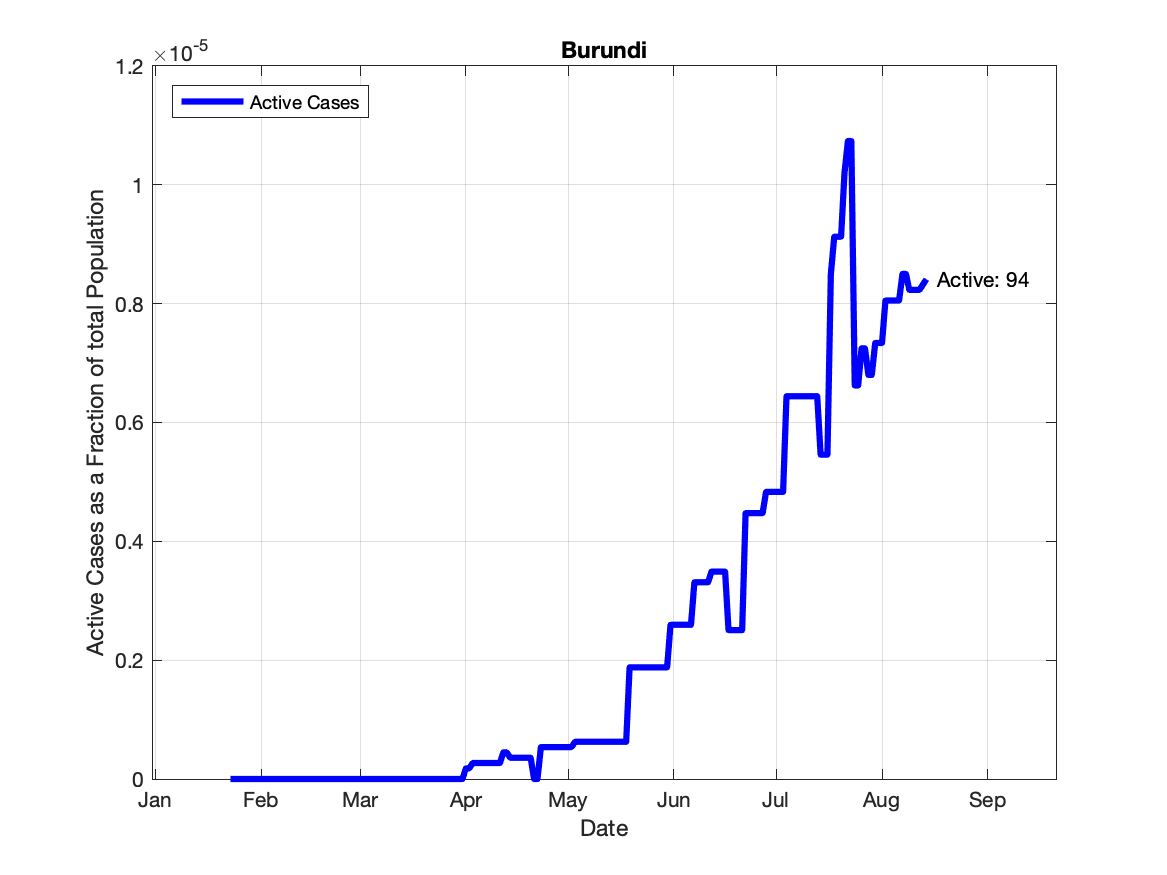 Burundi
×10-5
1.2
1
0.8
0.6
0.4
0.2
0
Active Cases as a Fraction of total Population
Active Cases
Active: 94
Jan Feb Mar Apr May Jun Jul Aug Sep
Date